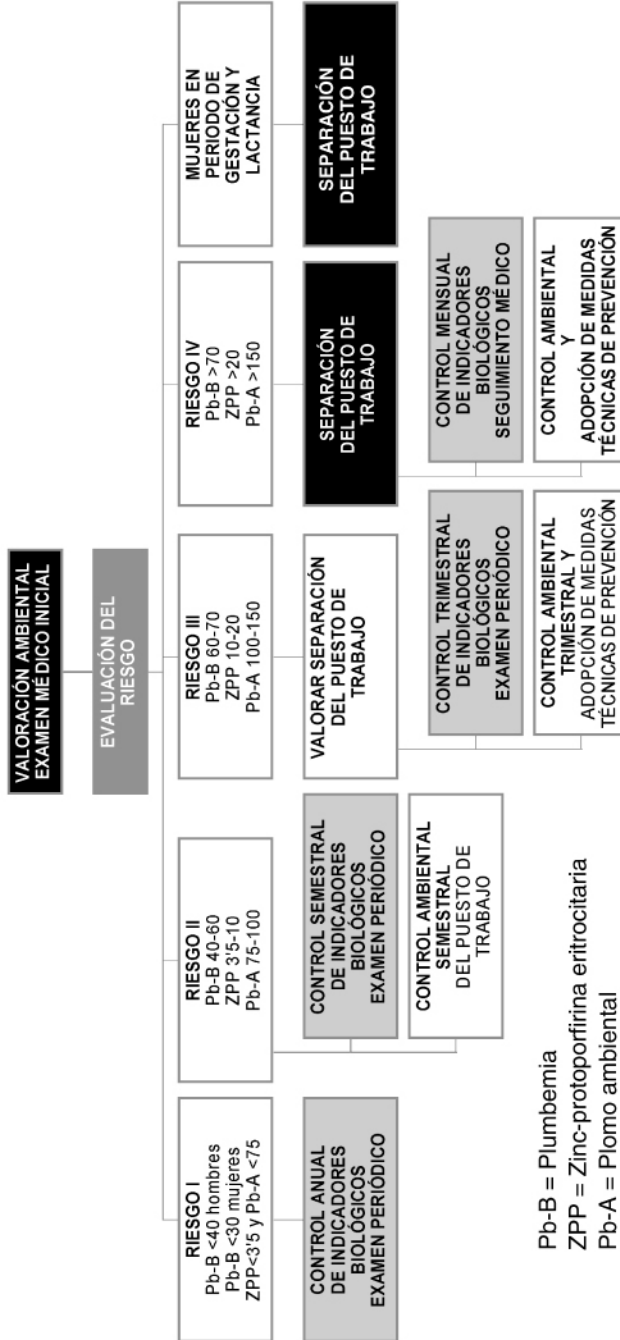 VALORACIÓN AMBIENTAL
EXAMEN MÉDICO INICIAL
EVALUACIÓN DEL
RIESGO
RIESGO I
Pb-B <40 hombres
Pb-B <30 mujeres
ZPP<3'5 y Pb-A <75
CONTROL ANUAL
DE INDICADORES
BIOLÓGICOS
EXAMEN PERIÓDICO
RIESGO II
Pb-B 40-60
ZPP 3'5-10
Pb-A 75-100
CONTROL SEMESTRAL
DE INDICADORES
BIOLÓGICOS
EXAMEN PERIÓDICO
CONTROL AMBIENTAL
SEMESTRAL
DEL PUESTO DE
TRABAJO
RIESGO III
Pb-B 60-70
ZPP 10-20
Pb-A 100-150
VALORAR SEPARACIÓN
DEL PUESTO DE
TRABAJO
CONTROL TRIMESTRAL
DE INDICADORES
BIOLÓGICOS
EXAMEN PERIÓDICO
CONTROL AMBIENTAL
TRIMESTRAL Y
ADOPCIÓN DE MEDIDAS
TÉCNICAS DE PREVENCIÓN
RIESGO IV
Pb-B >70
ZPP >20
Pb-A >150
SEPARACIÓN
DEL PUESTO DE
TRABAJO
CONTROL MENSUAL
DE INDICADORES
BIOLÓGICOS
SEGUIMIENTO MÉDICO
CONTROL AMBIENTAL
Y
ADOPCIÓN DE MEDIDAS
TÉCNICAS DE PREVENCIÓN
MUJERES EN
PERIODO DE
GESTACIÓN Y
LACTANCIA
SEPARACIÓN
DEL PUESTO DE
TRABAJO
Pb-B = Plumbemia
ZPP = Zinc-protoporfirina eritrocitaria
Pb-A = Plomo ambiental